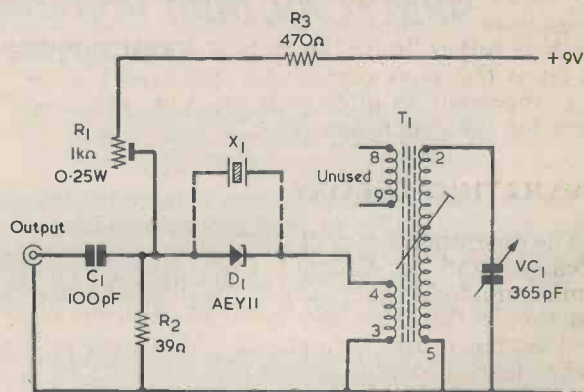 R3
470Ω
+9V
R1
1kΩ
0·25W
X1
T1
8
2
Unused
9
Output
C1
100pF
D1
AEY11
4
VC1
365pF
R2
39Ω
3
5